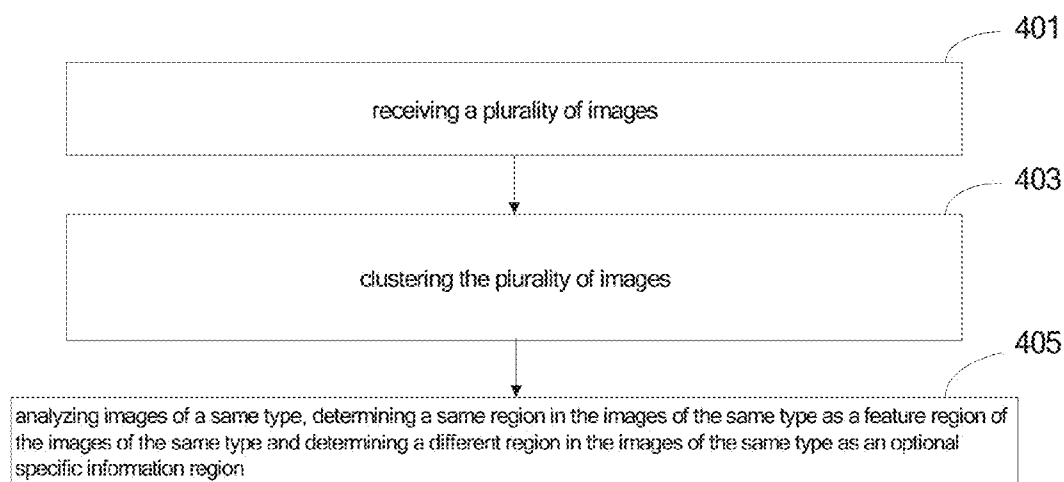 401
receiving a plurality of images
403
clustering the plurality of images
405
analyzing images of a same type, determining a same region in the images of the same type as a feature region of
the images of the same type and determining a different region in the images of the same type as an optional
specific information region